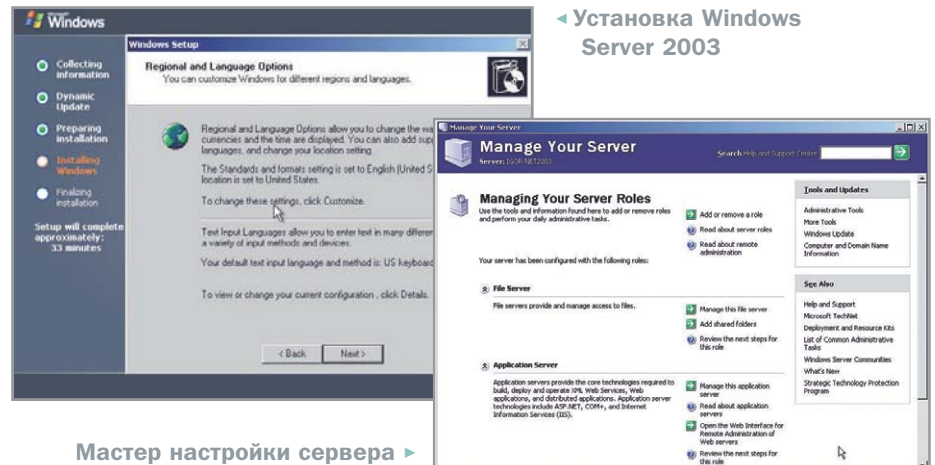 Microsoft
Windows
Collecting
information
Dynamic
Update
Preparing
installation
Installing
Windows
Finalizing
installation
Setup will complete
approximately:
33 minutes
Windows Setup
Regional and Language Options
You can customize Windows for different regions and languages.
Regional and Language Options allow you to change the wa
currencies and the time are displayed. You can also add sup
languages, and change your location setting.
The Standards and formats setting is set to English (United S
location is set to United States.
To change these settings, click Customize.
Text Input Languages allow you to enter text in many differen
a variety of input methods and devices.
Your default text input language and method is: US keyboard
To view or change your current configuration , click Details.
< Back
Next >
◂ Установка Windows
Server 2003
Manage Your Server
Manage Your Server
Server: IGOR-NET2003
Search Help and Support Center
Managing Your Server Roles
Use the tools and information found here to add or remove roles
and perform your daily administrative tasks.
Your server has been configured with the following roles:
Add or remove a role
Read about server roles
Read about remote
administration
File Server
File servers provide and manage access to files.
Manage this file server
Add shared folders
Review the next steps for
this role
Application Server
Application servers provide the core technologies required to
build, deploy and operate XML Web Services, Web
applications, and distributed applications. Application server
technologies include ASP.NET, COM+, and Internet
Information Services (IIS).
Manage this application
server
Read about application
servers
Open the Web Interface for
Remote Administration of
Web servers
Review the next steps for
this role
Tools and Updates
Administrative Tools
More Tools
Windows Update
Computer and Domain Name
Information
See Also
Help and Support
Microsoft TechNet
Deployment and Resource Kits
List of Common Administrative
Tasks
Windows Server Communities
What's New
Strategic Technology Protection
Program
Мастер настройки сервера ▸